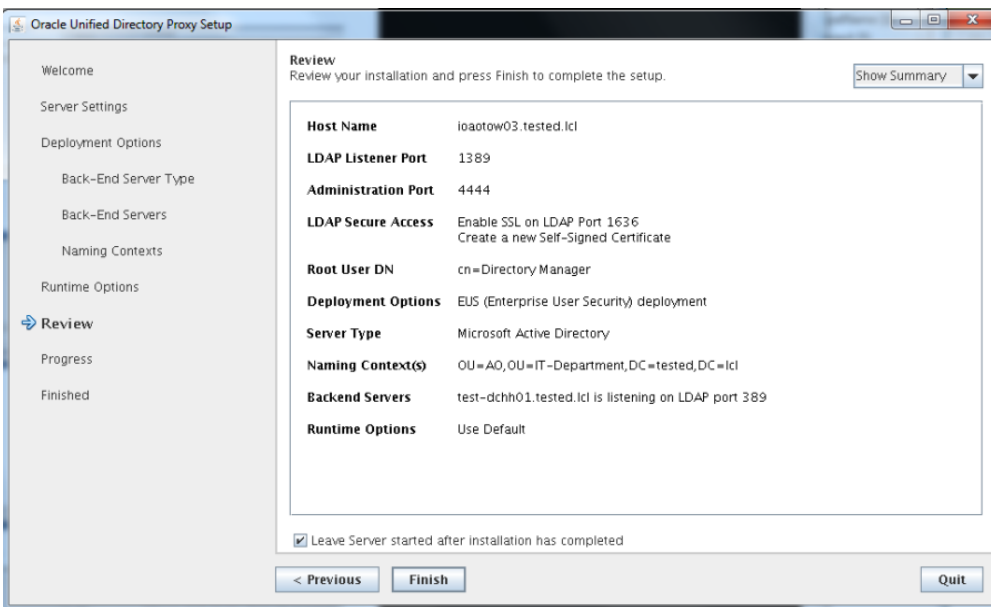 Oracle Unified Directory Proxy Setup
Welcome
Server Settings
Deployment Options
Back-End Server Type
Back-End Servers
Naming Contexts
Runtime Options
Review
Progress
Finished
Review
Review your installation and press Finish to complete the setup.
Show Summary
Host Name ioaotow03.tested.lcl
LDAP Listener Port 1389
Administration Port 4444
LDAP Secure Access Enable SSL on LDAP Port 1636
Create a new Self-Signed Certificate
Root User DN cn=Directory Manager
Deployment Options EUS (Enterprise User Security) deployment
Server Type Microsoft Active Directory
Naming Context(s) OU=AO,OU=IT-Department,DC=tested,DC=lcl
Backend Servers test-dchh01.tested.lcl is listening on LDAP port 389
Runtime Options Use Default
Leave Server started after installation has completed
< Previous Finish Quit